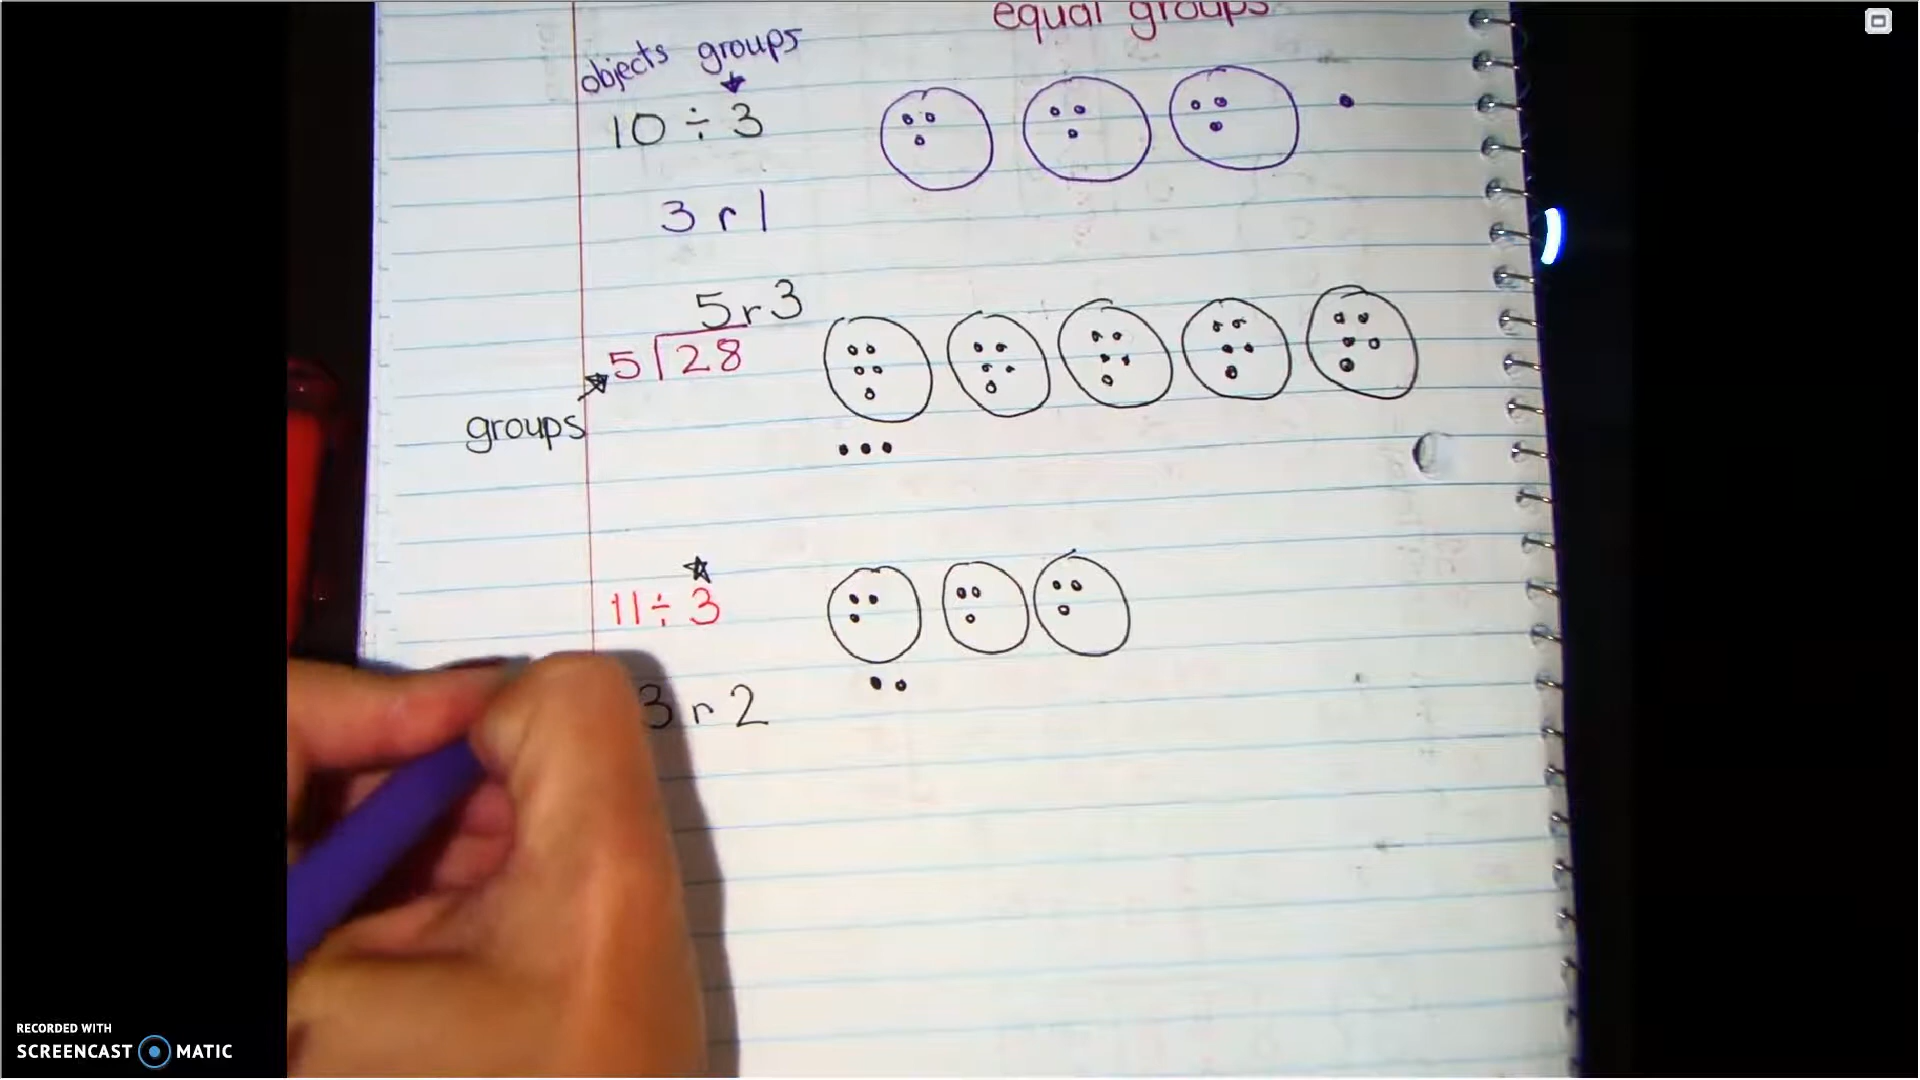 equal groups
objects groups
10 ÷ 3
3 r 1
5 r 3
5 28
groups
11 ÷ 3
3 r 2
RECORDED WITH
SCREENCAST MATIC